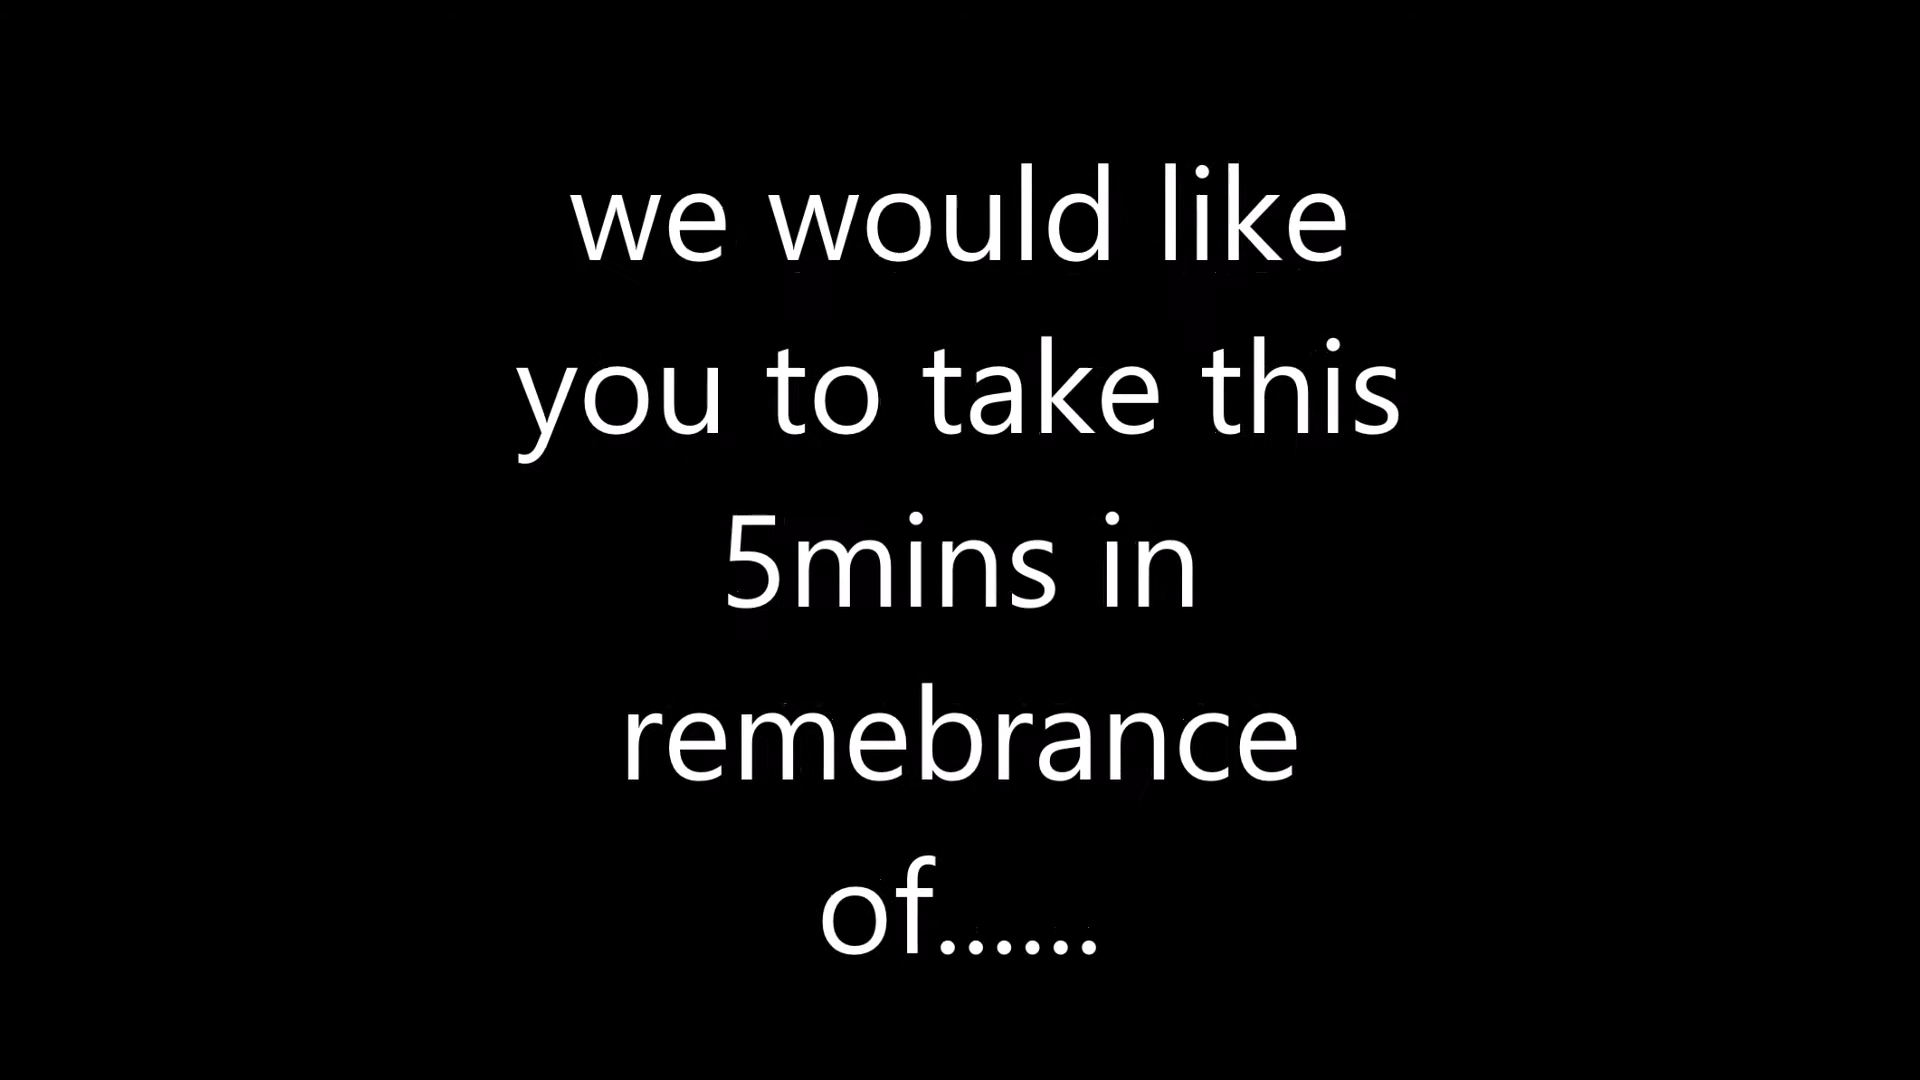 we would like
you to take this
5mins in
remebrance
of......